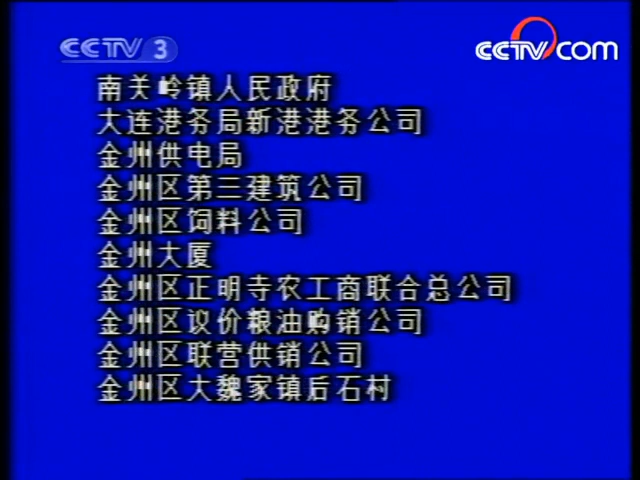 CCTV 3
CCTV.com
南关岭镇人民政府
大连港务局新港港务公司
金州供电局
金州区第三建筑公司
金州区饲料公司
金州大厦
金州区正明寺农工商联合总公司
金州区议价粮油购销公司
金州区联营供销公司
金州区大魏家镇后石村